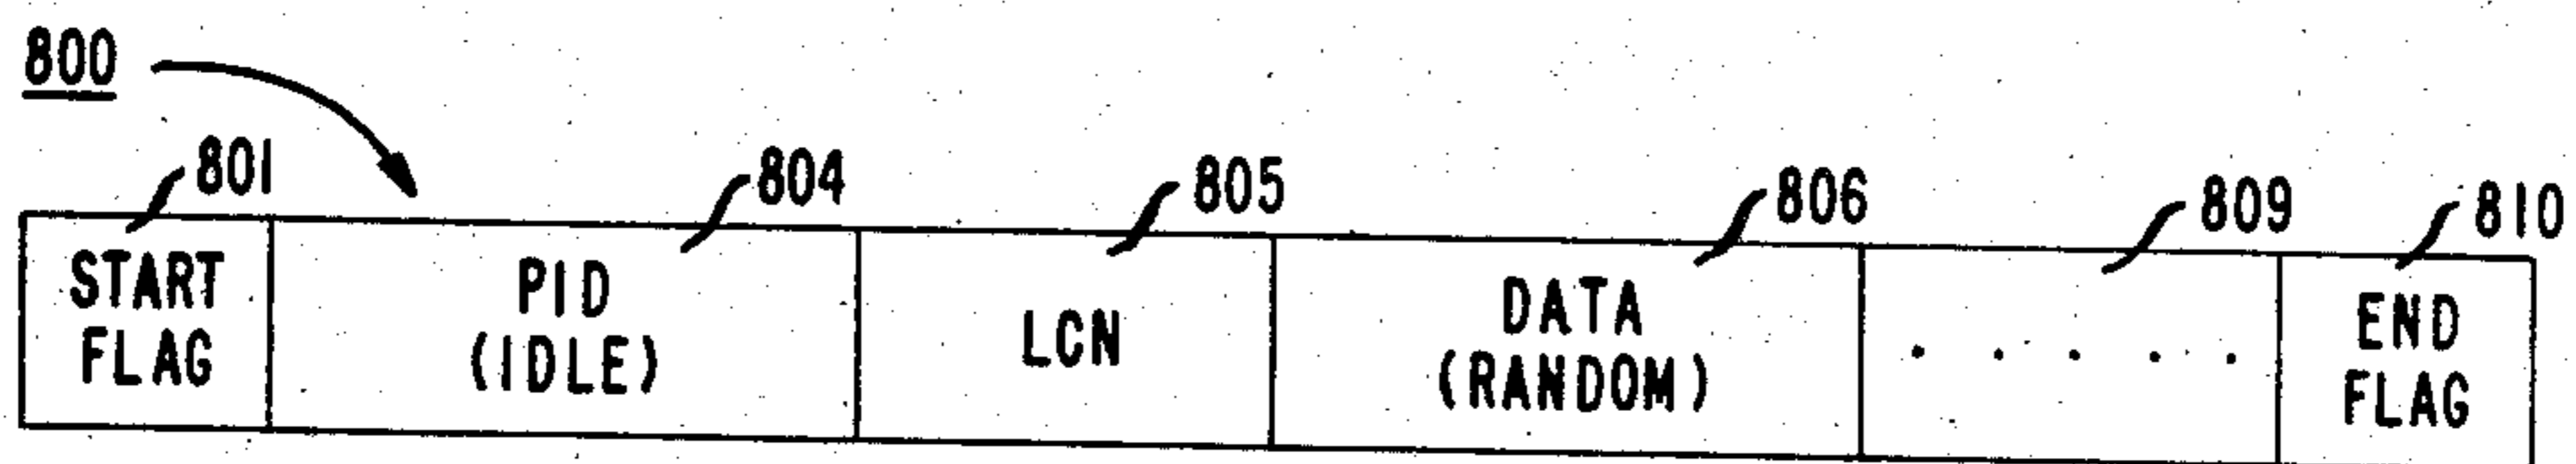 800
801
804
805
806
809
810
START
FLAG
PID
(IDLE)
LCN
DATA
(RANDOM)
.....
END
FLAG